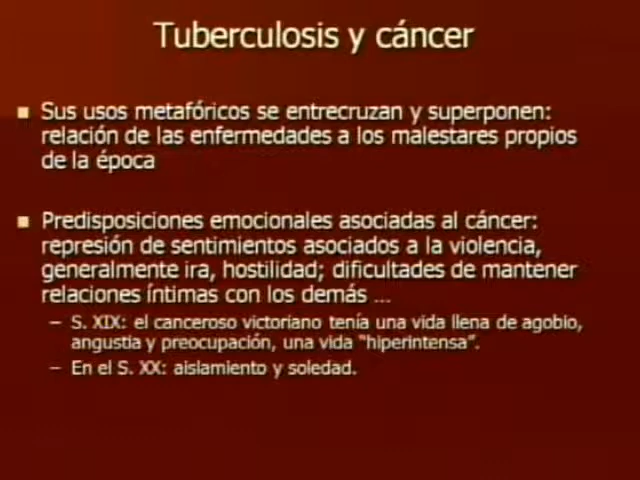 Tuberculosis y cáncer
Sus usos metafóricos se entrecruzan y superponen:
relación de las enfermedades a los malestares propios
de la época
Predisposiciones emocionales asociadas al cáncer:
represión de sentimientos asociados a la violencia,
generalmente ira, hostilidad; dificultades de mantener
relaciones íntimas con los demás ...
– S. XIX: el canceroso victoriano tenía una vida llena de agobio,
angustia y preocupación, una vida "hiperintensa".
– En el S. XX: aislamiento y soledad.